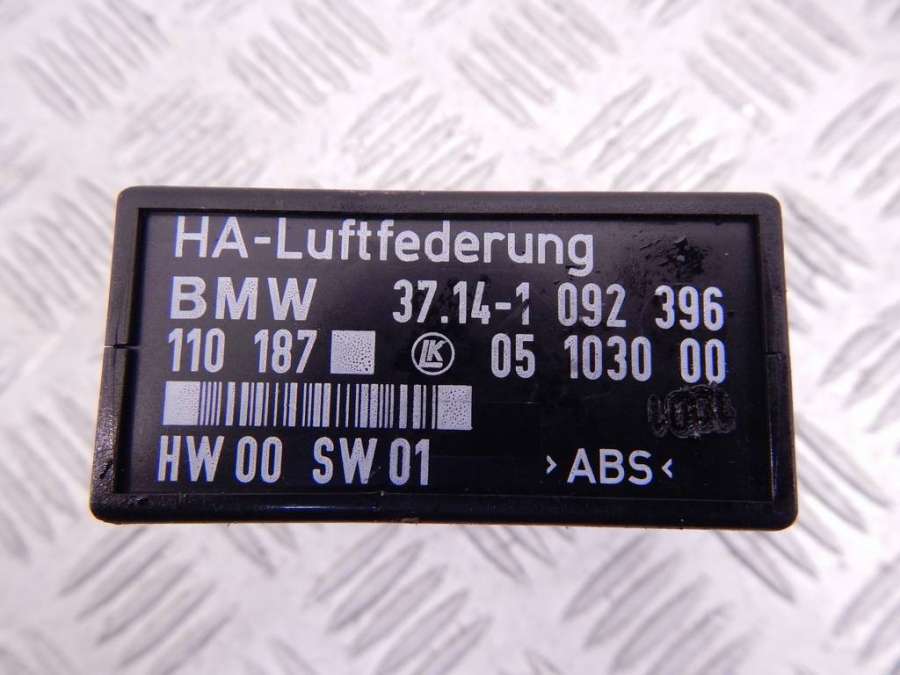 HA-Luftfederung
BMW 37.14-1 092 396
110 187 LK 05 1030 00
HW 00 SW 01 >ABS<